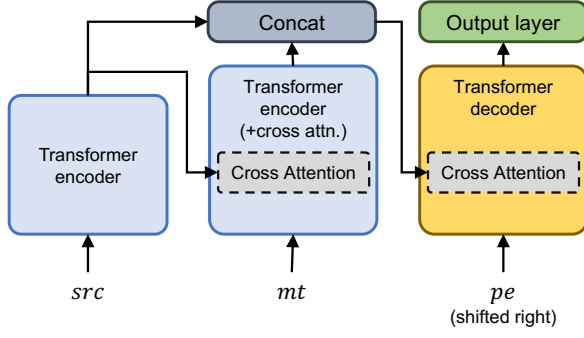 Concat
Output layer
Transformer
encoder
Transformer
encoder
(+cross attn.)
Cross Attention
Transformer
decoder
Cross Attention
src
mt
pe
(shifted right)